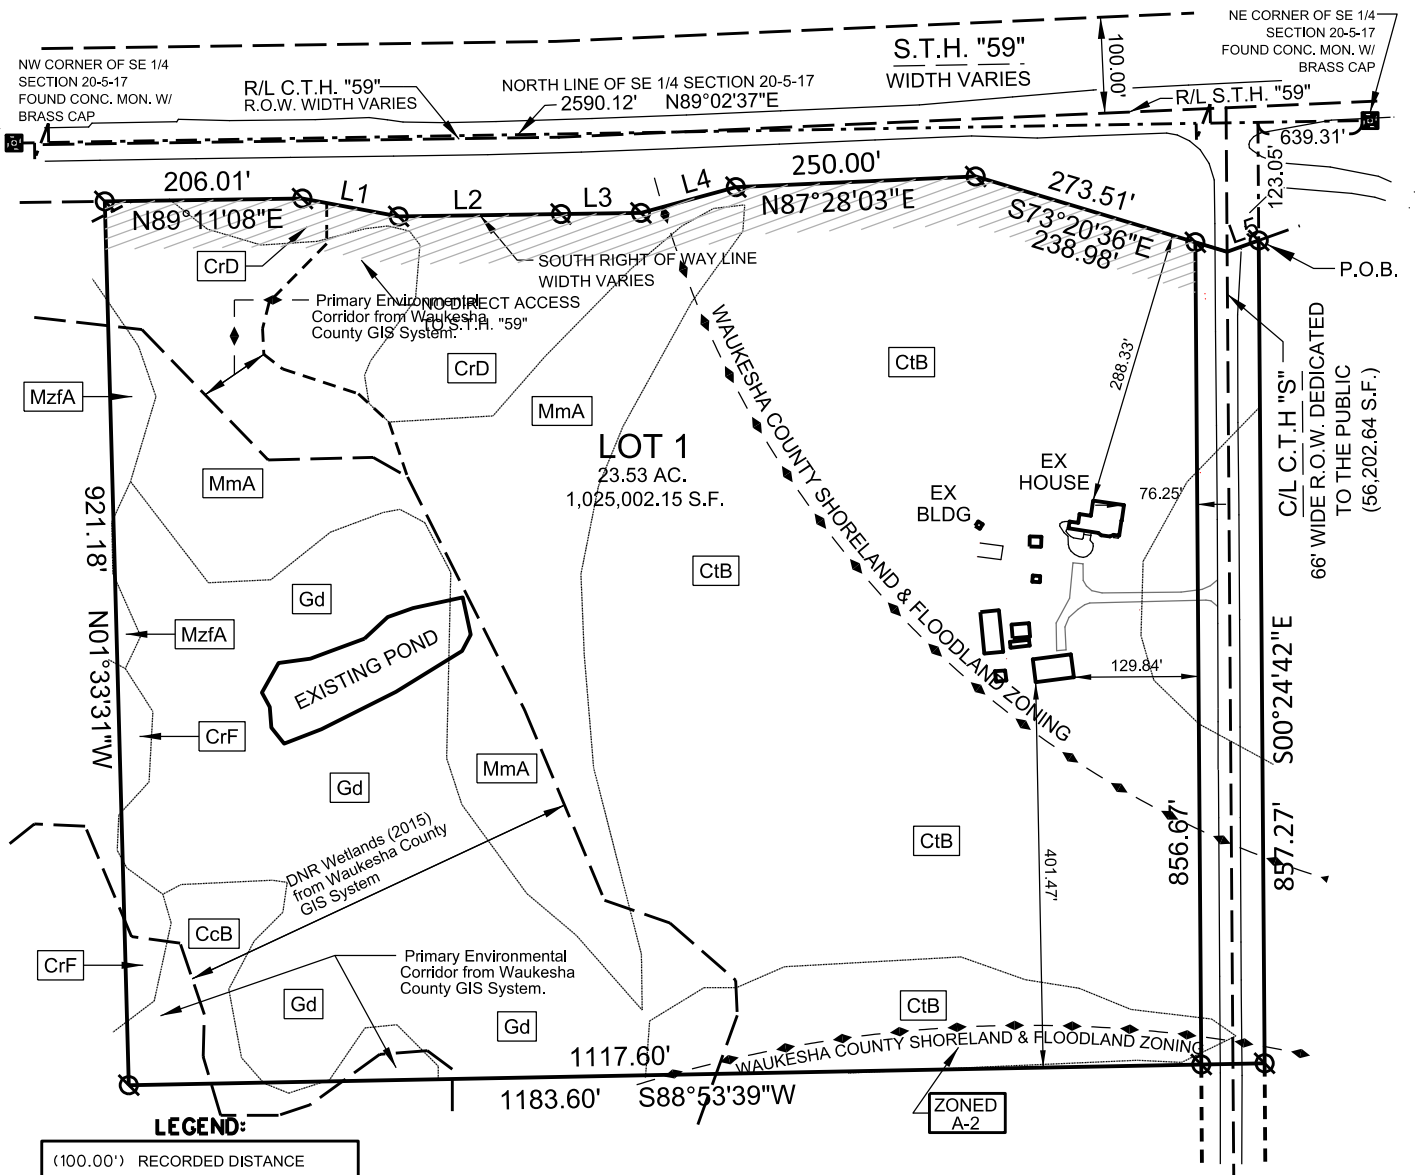 NW CORNER OF SE 1/4
SECTION 20-5-17
FOUND CONC. MON. W/
BRASS CAP
R/L C.T.H. "59"
R.O.W. WIDTH VARIES
NORTH LINE OF SE 1/4 SECTION 20-5-17
2590.12' N89°02'37"E
S.T.H. "59"
WIDTH VARIES
100.00'
NE CORNER OF SE 1/4
SECTION 20-5-17
FOUND CONC. MON. W/
BRASS CAP
R/L S.T.H. "59"
639.31'
123.05'
206.01'
N89°11'08"E
L1
L2
L3
L4
250.00'
N87°28'03"E
273.51'
S73°20'36"E
238.98'
L5
P.O.B.
CrD
SOUTH RIGHT OF WAY LINE
WIDTH VARIES
Primary Environmental
Corridor from Waukesha
County GIS System.
NO DIRECT ACCESS
TO S.T.H. "59"
CrD
CtB
288.33'
MzfA
MmA
WAUKESHA COUNTY SHORELAND & FLOODLAND ZONING
LOT 1
23.53 AC.
1,025,002.15 S.F.
C/L C.T.H "S"
66' WIDE R.O.W. DEDICATED
TO THE PUBLIC
(56,202.64 S.F.)
MmA
EX
HOUSE
EX
BLDG
76.25'
921.18'
N01°33'31"W
CtB
Gd
MzfA
EXISTING POND
129.84'
S00°24'42"E
CrF
MmA
Gd
DNR Wetlands (2015)
from Waukesha County
GIS System
CtB
401.47'
856.67'
857.27'
CcB
CrF
Primary Environmental
Corridor from Waukesha
County GIS System.
Gd
Gd
CtB
WAUKESHA COUNTY SHORELAND & FLOODLAND ZONING
1117.60'
1183.60'
S88°53'39"W
ZONED
A-2
LEGEND:
(100.00') RECORDED DISTANCE